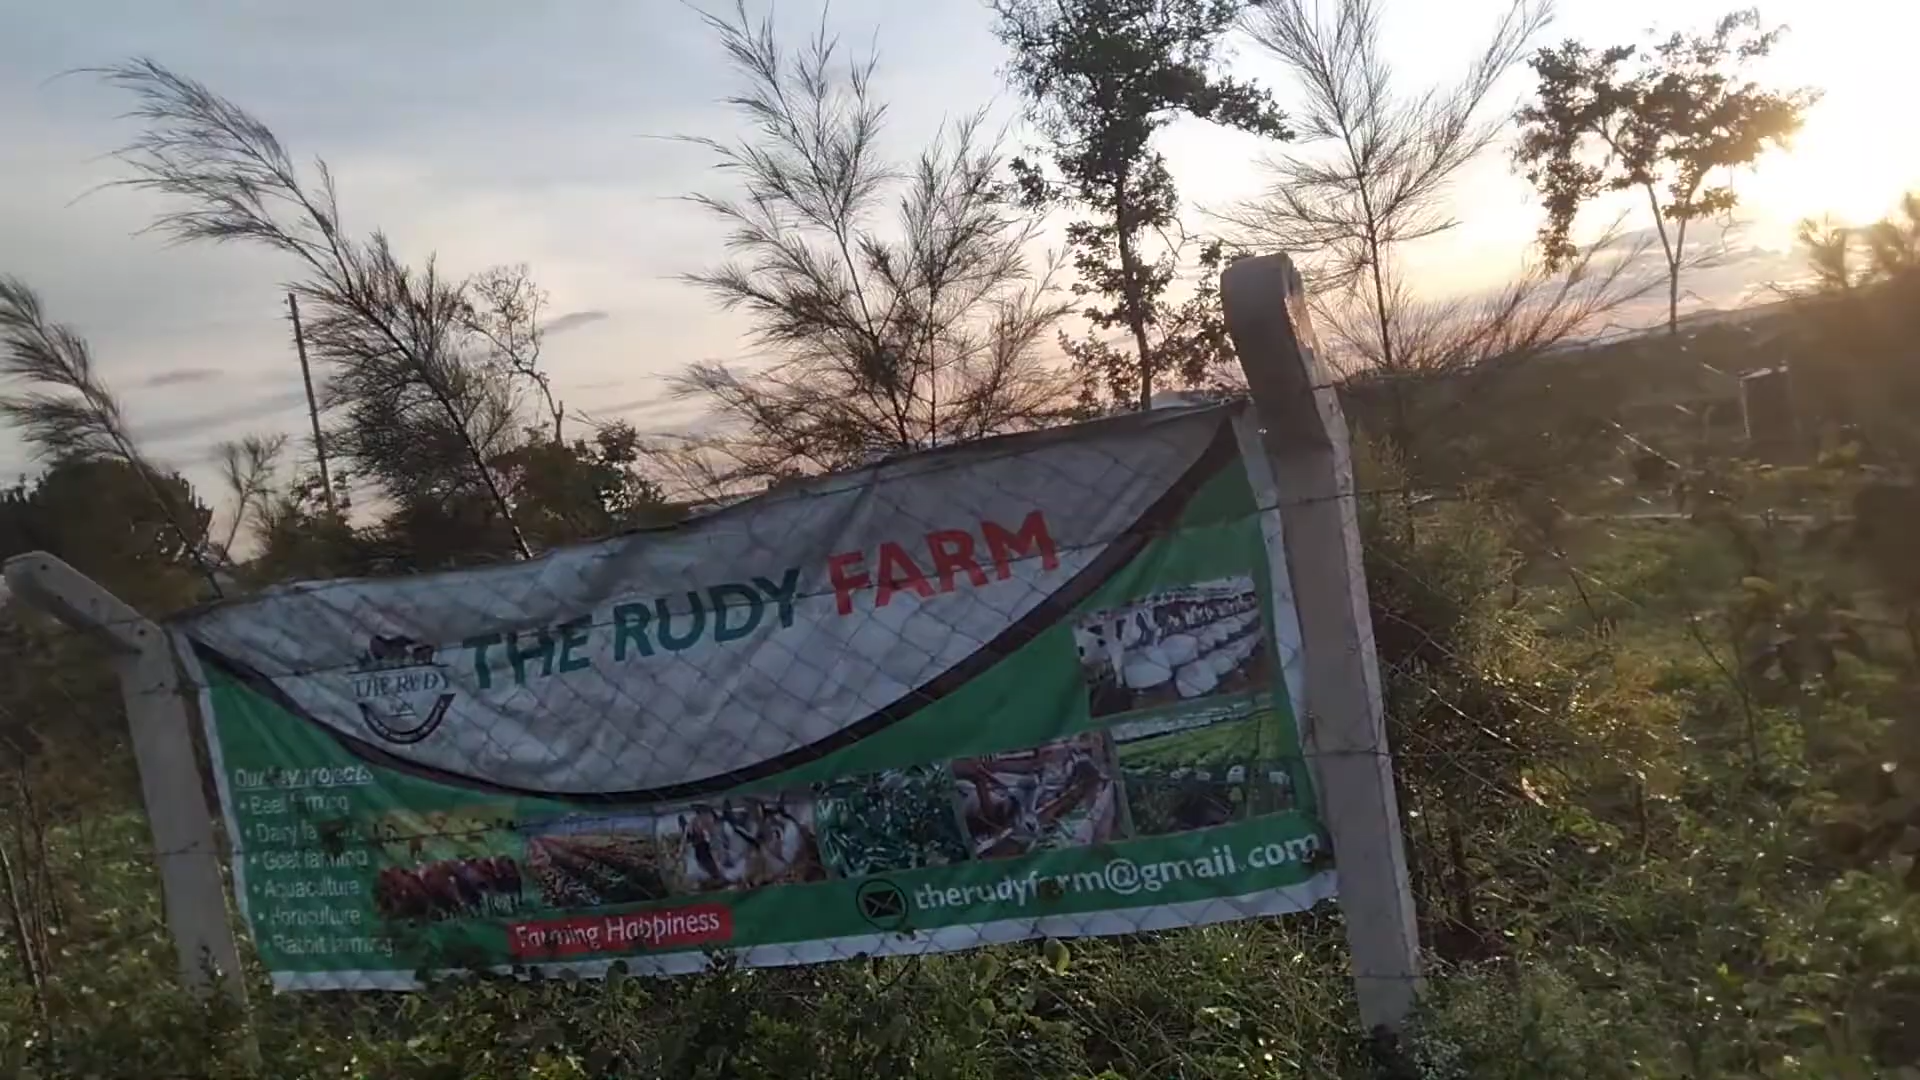 THE RUDY FARM
THE RUDY
Our key projects
• Beef farming
• Dairy farming
• Goat farming
• Aquaculture
• Horticulture
• Rabbit farming
Farming Happiness
therudyfarm@gmail.com